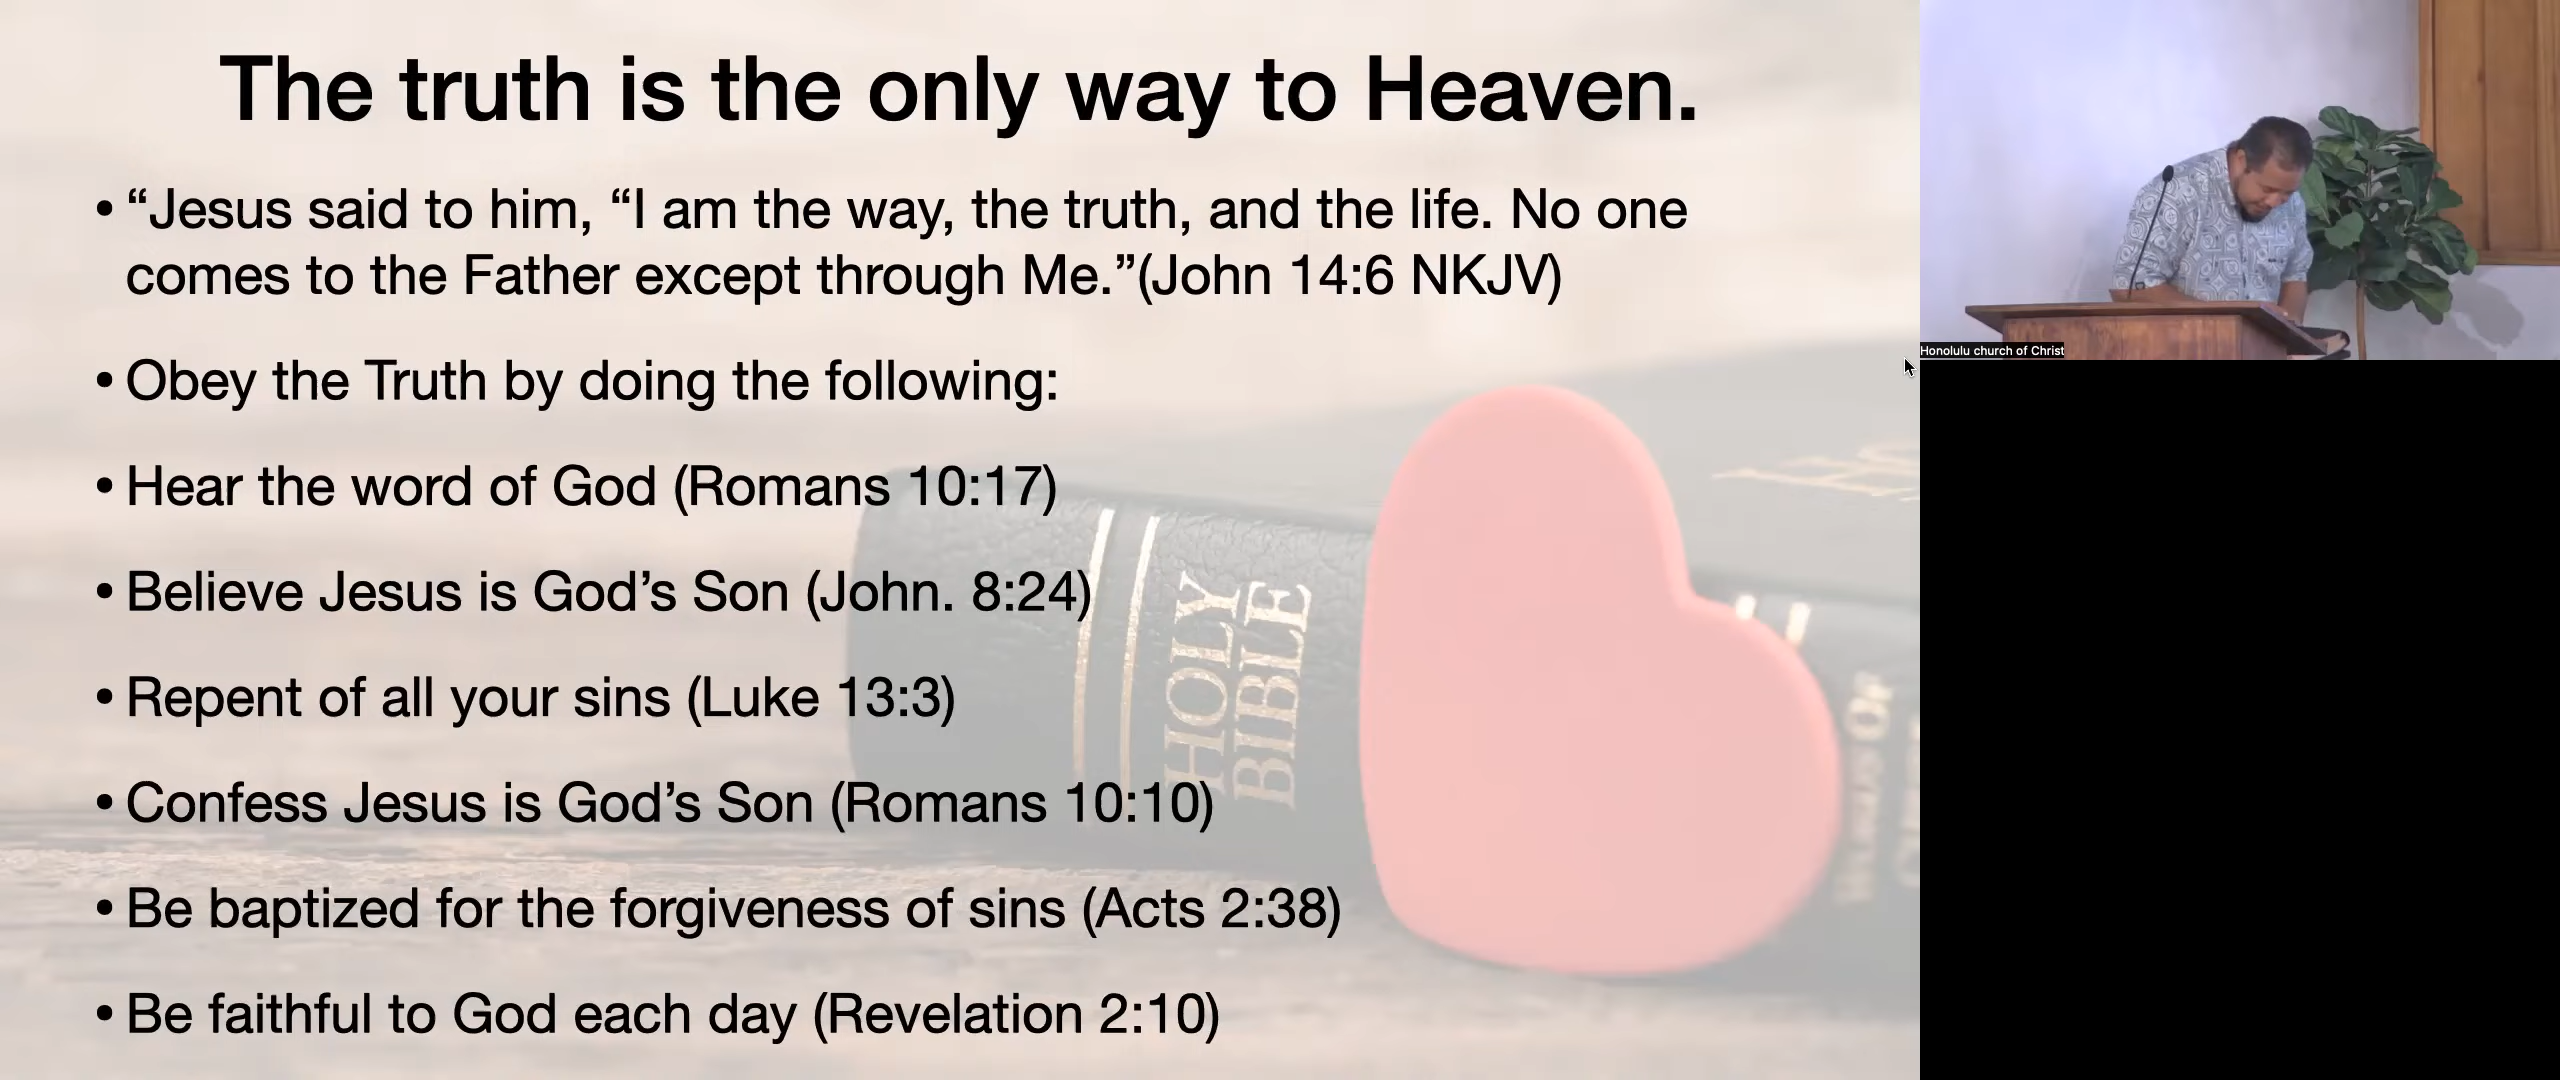 The truth is the only way to Heaven.
• “Jesus said to him, “I am the way, the truth, and the life. No one
comes to the Father except through Me.”(John 14:6 NKJV)
• Obey the Truth by doing the following:
• Hear the word of God (Romans 10:17)
• Believe Jesus is God’s Son (John. 8:24)
• Repent of all your sins (Luke 13:3)
• Confess Jesus is God’s Son (Romans 10:10)
• Be baptized for the forgiveness of sins (Acts 2:38)
• Be faithful to God each day (Revelation 2:10)
HOLY
BIBLE
Honolulu church of Christ